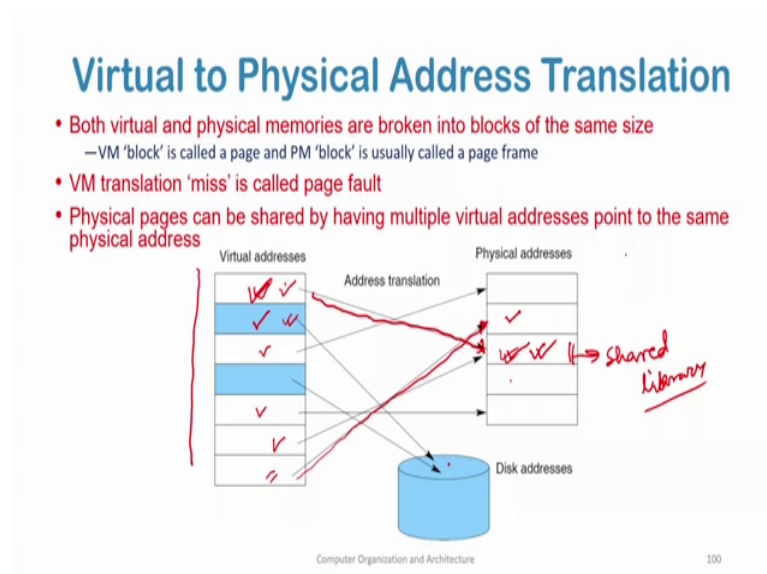 Virtual to Physical Address Translation
• Both virtual and physical memories are broken into blocks of the same size
—VM ‘block’ is called a page and PM ‘block’ is usually called a page frame
• VM translation ‘miss’ is called page fault
• Physical pages can be shared by having multiple virtual addresses point to the same
physical address
Virtual addresses
Address translation
Physical addresses
shared
library
Disk addresses
Computer Organization and Architecture
100